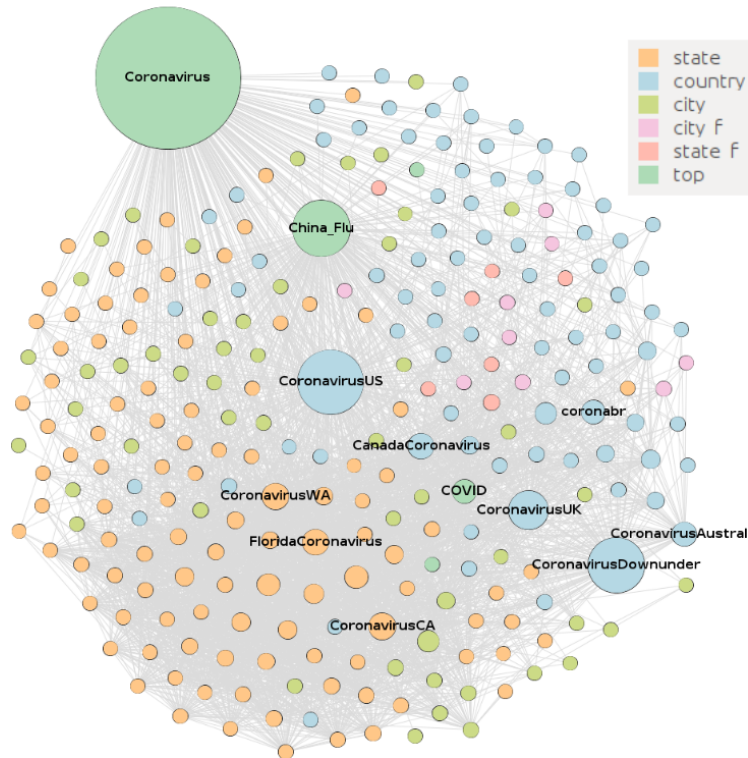 Coronavirus
state
country
city
city f
state f
top
China_Flu
CoronavirusUS
coronabr
CanadaCoronavirus
CoronavirusWA
COVID
CoronavirusUK
FloridaCoronavirus
CoronavirusAustral
CoronavirusDownunder
CoronavirusCA